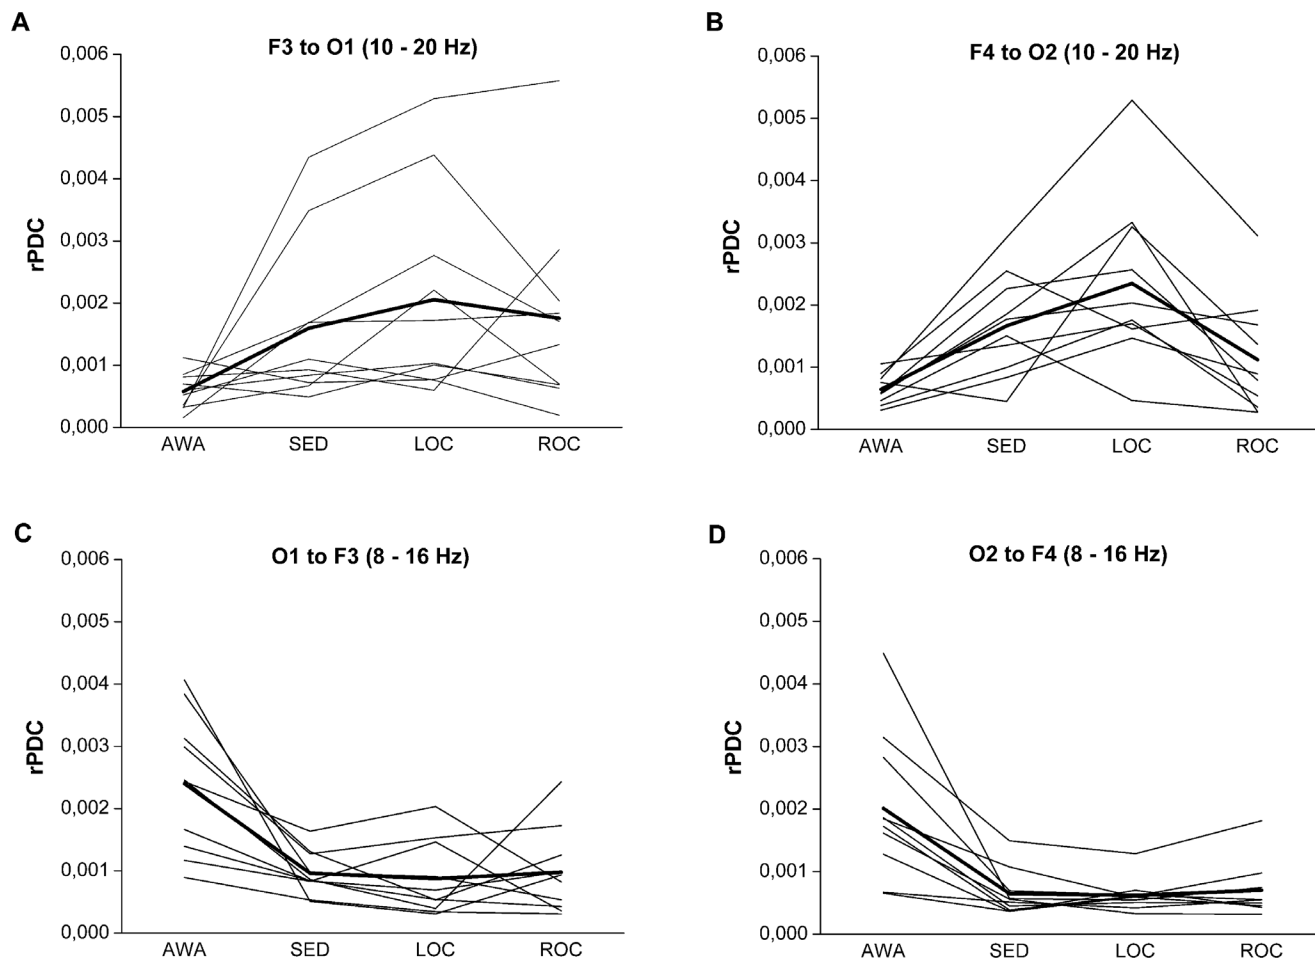 A
F3 to O1 (10 - 20 Hz)
0,006
0,005
0,004
0,003
0,002
0,001
0,000
rPDC
AWA SED LOC ROC
B
F4 to O2 (10 - 20 Hz)
0,006
0,005
0,004
0,003
0,002
0,001
0,000
rPDC
AWA SED LOC ROC
C
O1 to F3 (8 - 16 Hz)
0,006
0,005
0,004
0,003
0,002
0,001
0,000
rPDC
AWA SED LOC ROC
D
O2 to F4 (8 - 16 Hz)
0,006
0,005
0,004
0,003
0,002
0,001
0,000
rPDC
AWA SED LOC ROC